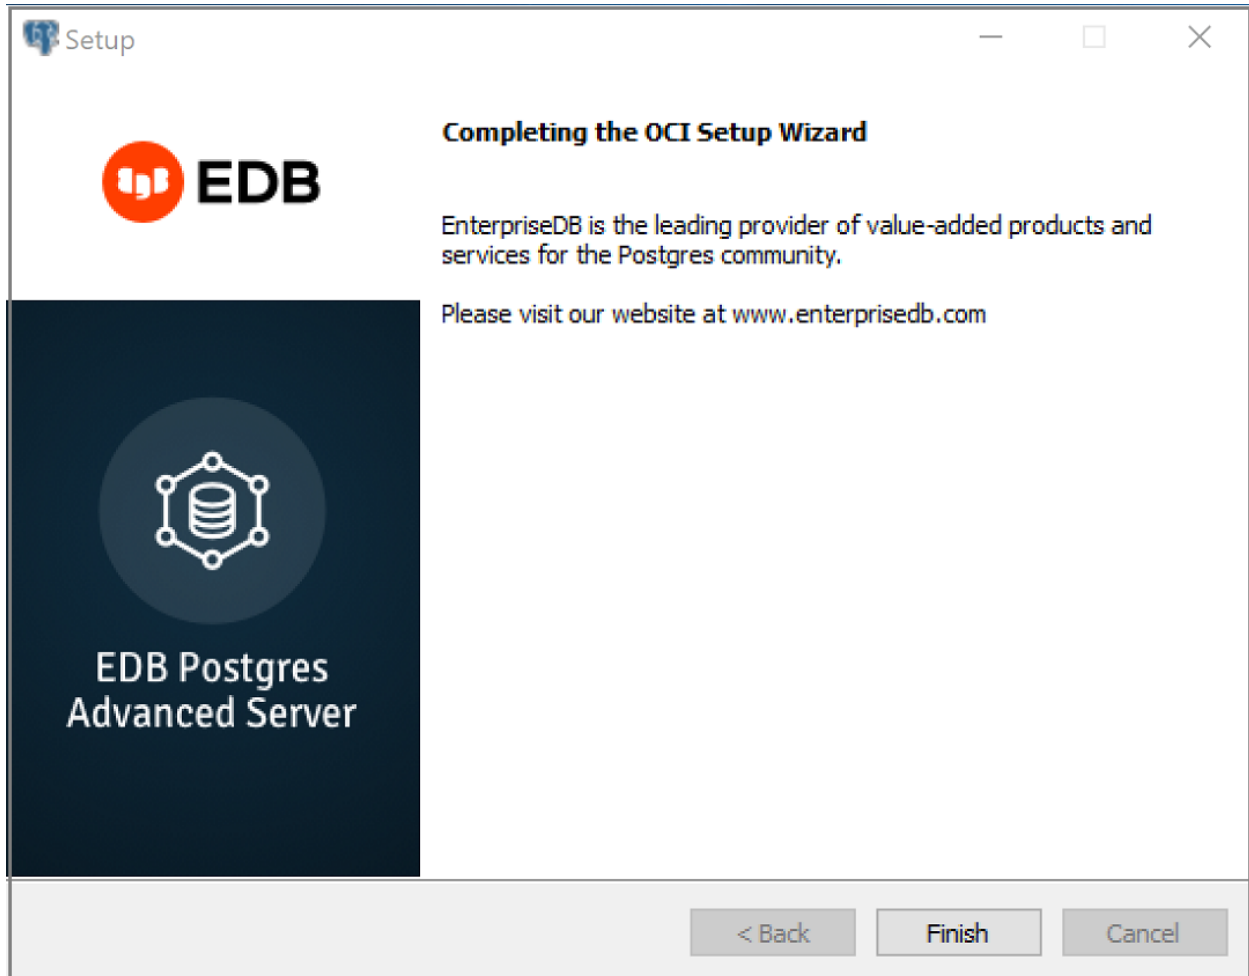 Setup
EDB
Completing the OCI Setup Wizard
EnterpriseDB is the leading provider of value-added products and
services for the Postgres community.
Please visit our website at www.enterprisedb.com
EDB Postgres
Advanced Server
< Back
Finish
Cancel